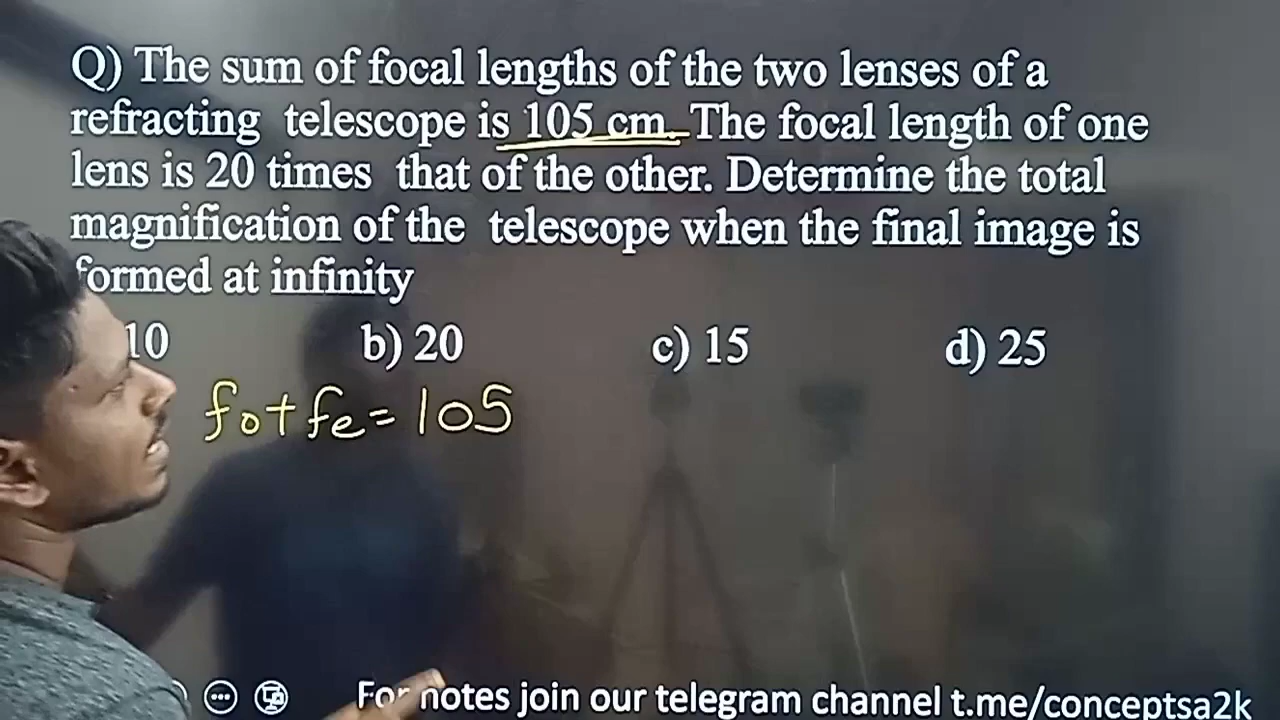 Q) The sum of focal lengths of the two lenses of a
refracting telescope is 105 cm. The focal length of one
lens is 20 times that of the other. Determine the total
magnification of the telescope when the final image is
formed at infinity
10 b) 20 c) 15 d) 25
fo+fe=105
For notes join our telegram channel t.me/conceptsa2k